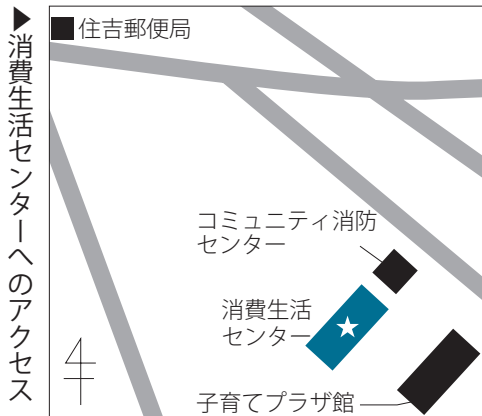 ▶消費生活センターへのアクセス
住吉郵便局
コミュニティ消防
センター
消費生活
センター
子育てプラザ館